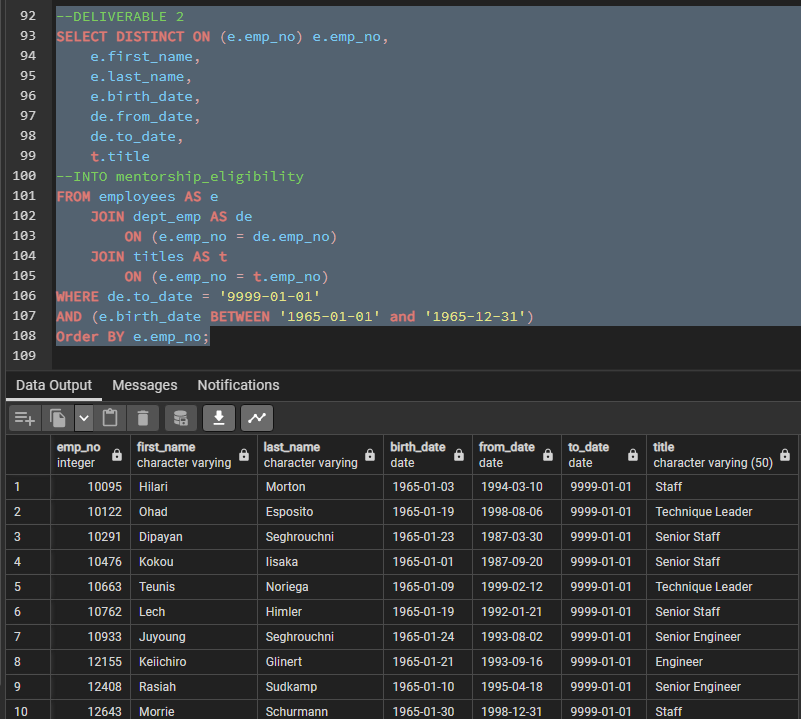 92 --DELIVERABLE 2
93 SELECT DISTINCT ON (e.emp_no) e.emp_no,
94 e.first_name,
95 e.last_name,
96 e.birth_date,
97 de.from_date,
98 de.to_date,
99 t.title
100 --INTO mentorship_eligibility
101 FROM employees AS e
102 JOIN dept_emp AS de
103 ON (e.emp_no = de.emp_no)
104 JOIN titles AS t
105 ON (e.emp_no = t.emp_no)
106 WHERE de.to_date = '9999-01-01'
107 AND (e.birth_date BETWEEN '1965-01-01' and '1965-12-31')
108 Order BY e.emp_no;
109
Data Output Messages Notifications
emp_no first_name last_name birth_date from_date to_date title
integer character varying character varying date date date character varying (50)
1 10095 Hilari Morton 1965-01-03 1994-03-10 9999-01-01 Staff
2 10122 Ohad Esposito 1965-01-19 1998-08-06 9999-01-01 Technique Leader
3 10291 Dipayan Seghrouchni 1965-01-23 1987-03-30 9999-01-01 Senior Staff
4 10476 Kokou Iisaka 1965-01-01 1987-09-20 9999-01-01 Senior Staff
5 10663 Teunis Noriega 1965-01-09 1999-02-12 9999-01-01 Technique Leader
6 10762 Lech Himler 1965-01-19 1992-01-21 9999-01-01 Senior Staff
7 10933 Juyoung Seghrouchni 1965-01-24 1993-08-02 9999-01-01 Senior Engineer
8 12155 Keiichiro Glinert 1965-01-21 1993-09-16 9999-01-01 Engineer
9 12408 Rasiah Sudkamp 1965-01-10 1995-04-18 9999-01-01 Senior Engineer
10 12643 Morrie Schurmann 1965-01-30 1998-12-31 9999-01-01 Staff